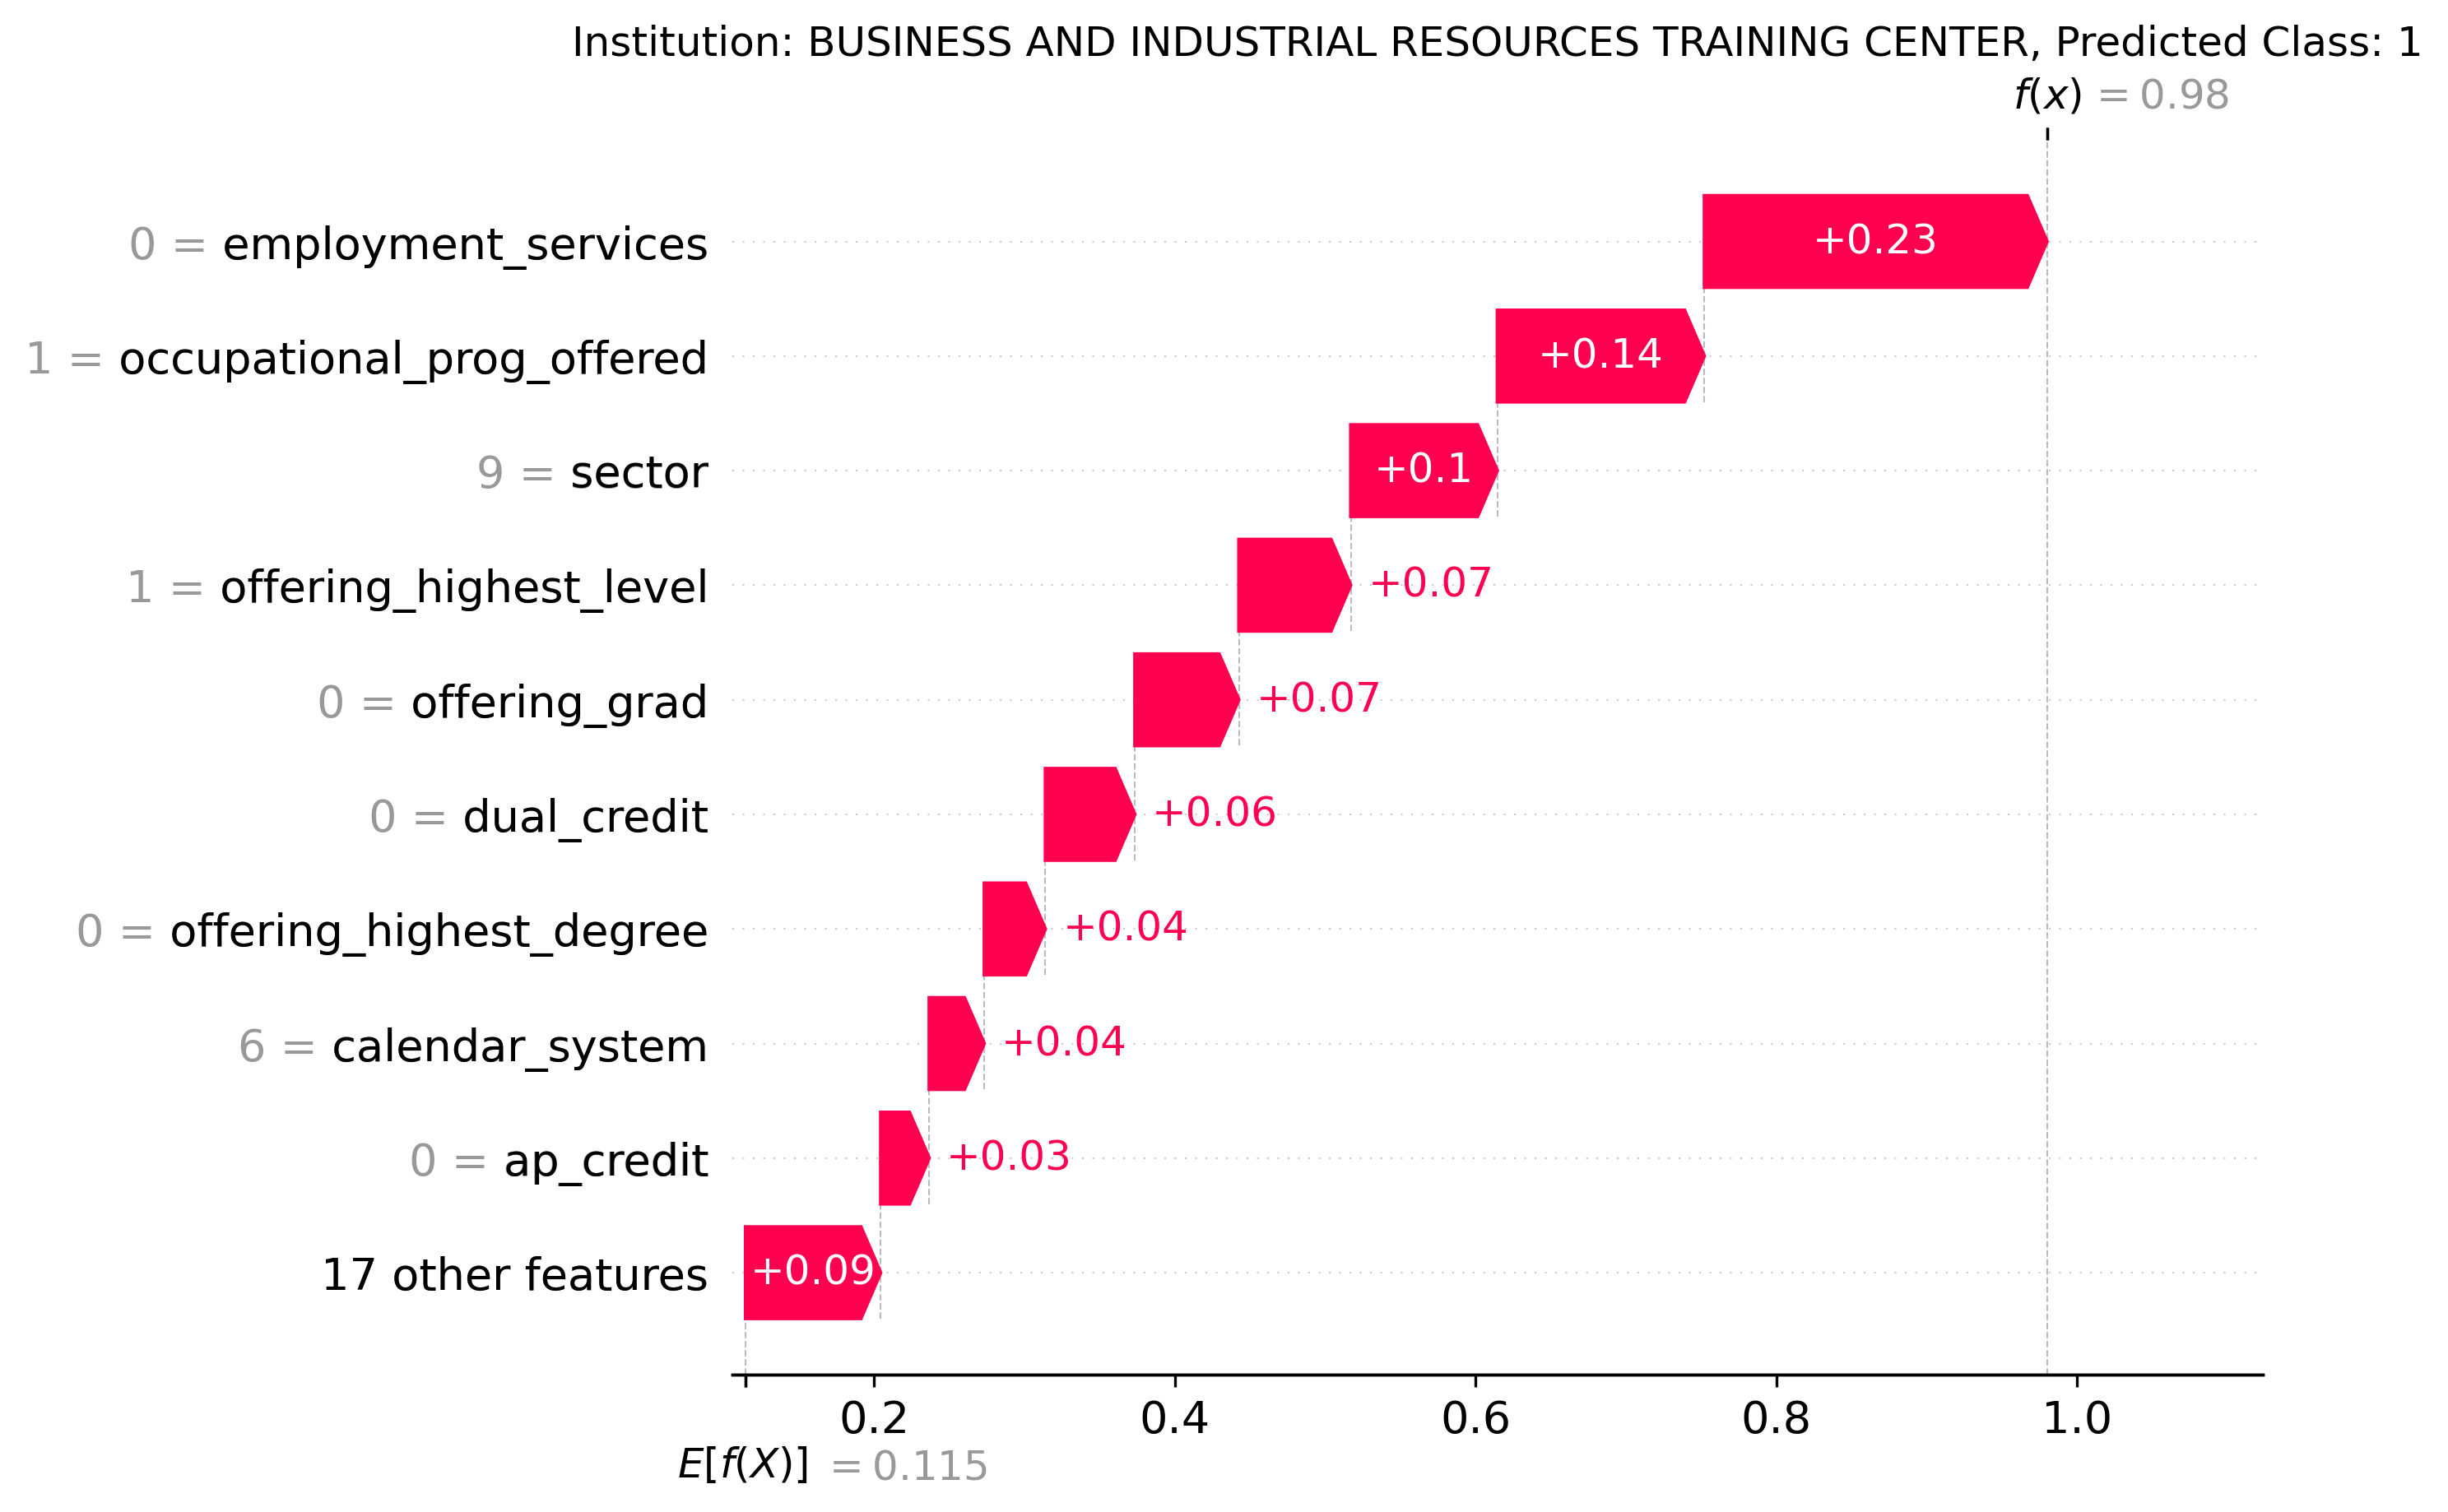 Institution: BUSINESS AND INDUSTRIAL RESOURCES TRAINING CENTER, Predicted Class: 1
f(x) = 0.98
0 = employment_services +0.23
1 = occupational_prog_offered +0.14
9 = sector +0.1
1 = offering_highest_level +0.07
0 = offering_grad +0.07
0 = dual_credit +0.06
0 = offering_highest_degree +0.04
6 = calendar_system +0.04
0 = ap_credit +0.03
17 other features +0.09
0.2 0.4 0.6 0.8 1.0
E[f(X)] = 0.115